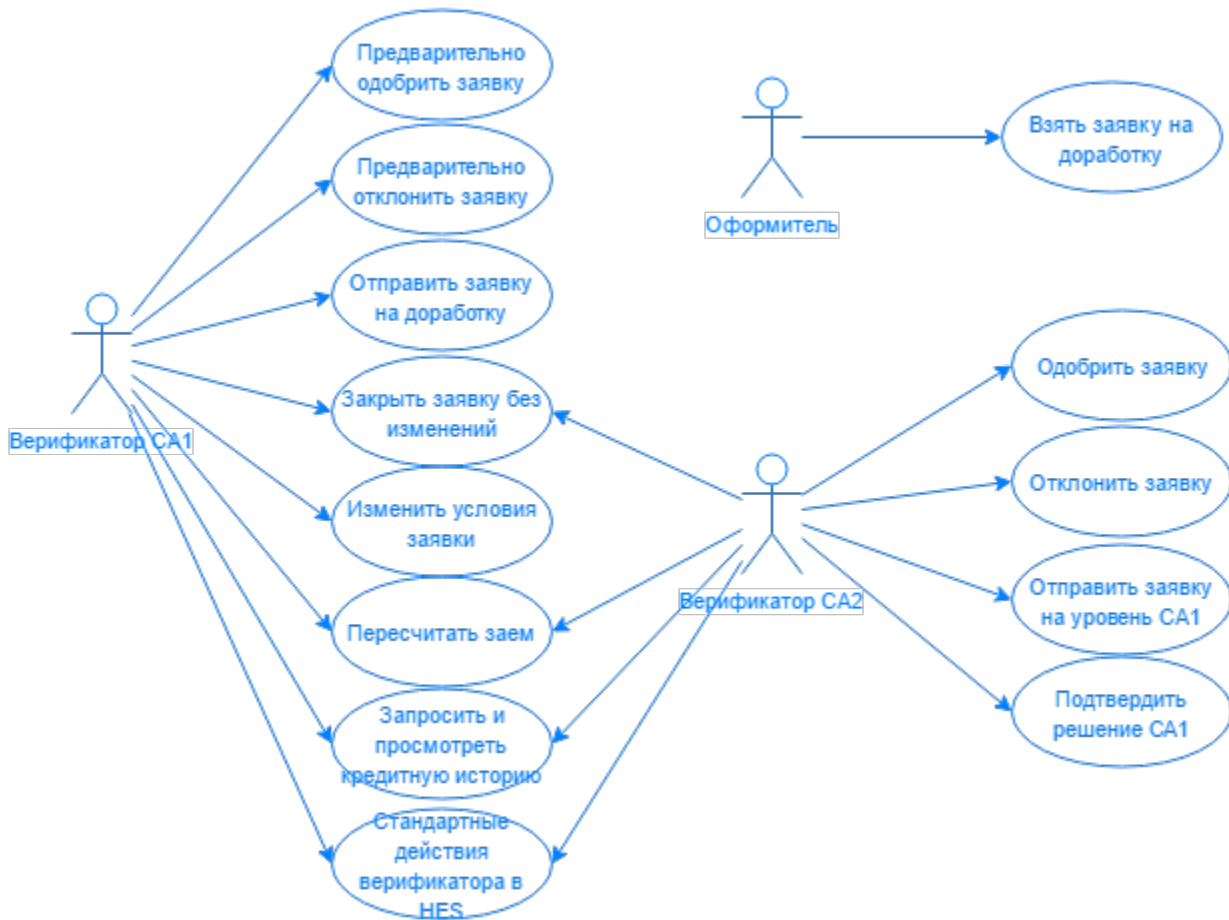 Предварительно
одобрить заявку
Предварительно
отклонить заявку
Отправить заявку
на доработку
Закрыть заявку без
изменений
Изменить условия
заявки
Пересчитать заем
Запросить и
просмотреть
кредитную историю
Стандартные
действия
верификатора в
HES
Верификатор СА1
Оформитель
Взять заявку на
доработку
Верификатор СА2
Одобрить заявку
Отклонить заявку
Отправить заявку
на уровень СА1
Подтвердить
решение СА1